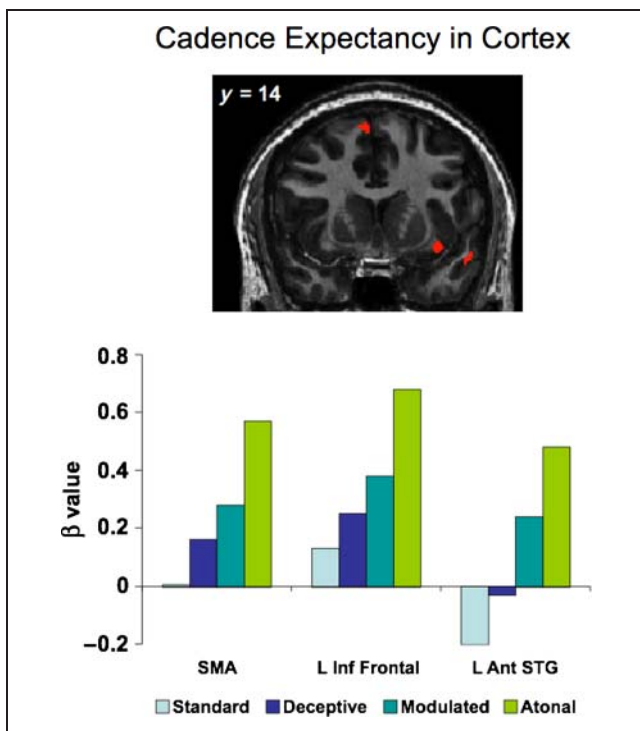 Cadence Expectancy in Cortex
y = 14
β value
0.8
0.6
0.4
0.2
0
−0.2
SMA L Inf Frontal L Ant STG
Standard Deceptive Modulated Atonal